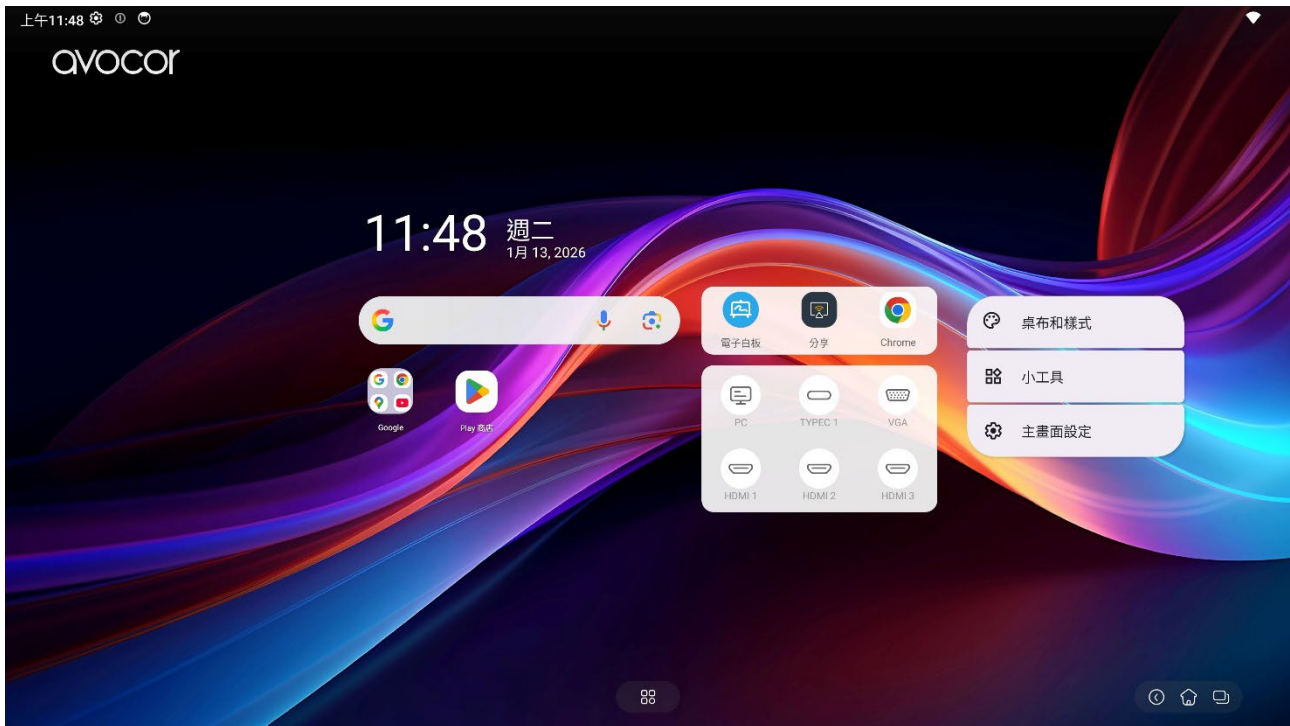 上午11:48
avocor
11:48
週二
1月 13, 2026
電子白板
分享
Chrome
桌布和樣式
小工具
主畫面設定
Google
Play 商店
PC
TYPEC 1
VGA
HDMI 1
HDMI 2
HDMI 3